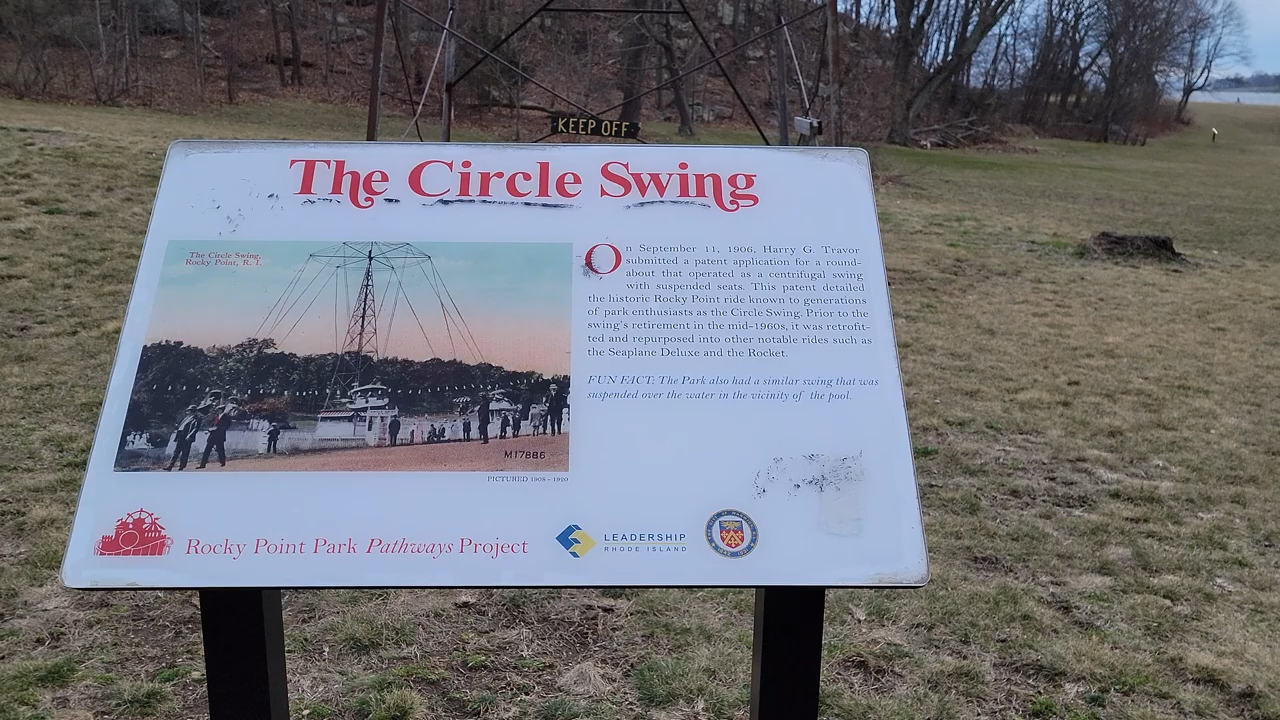 KEEP OFF
The Circle Swing
The Circle Swing,
Rocky Point, R. I.
M17886
PICTURED 1908 - 1920
On September 11, 1906, Harry G. Travor
submitted a patent application for a round-
about that operated as a centrifugal swing
with suspended seats. This patent detailed
the historic Rocky Point ride known to generations
of park enthusiasts as the Circle Swing. Prior to the
swing's retirement in the mid-1960s, it was retrofit-
ted and repurposed into other notable rides such as
the Seaplane Deluxe and the Rocket.
FUN FACT: The Park also had a similar swing that was
suspended over the water in the vicinity of the pool.
Rocky Point Park Pathways Project
LEADERSHIP
RHODE ISLAND